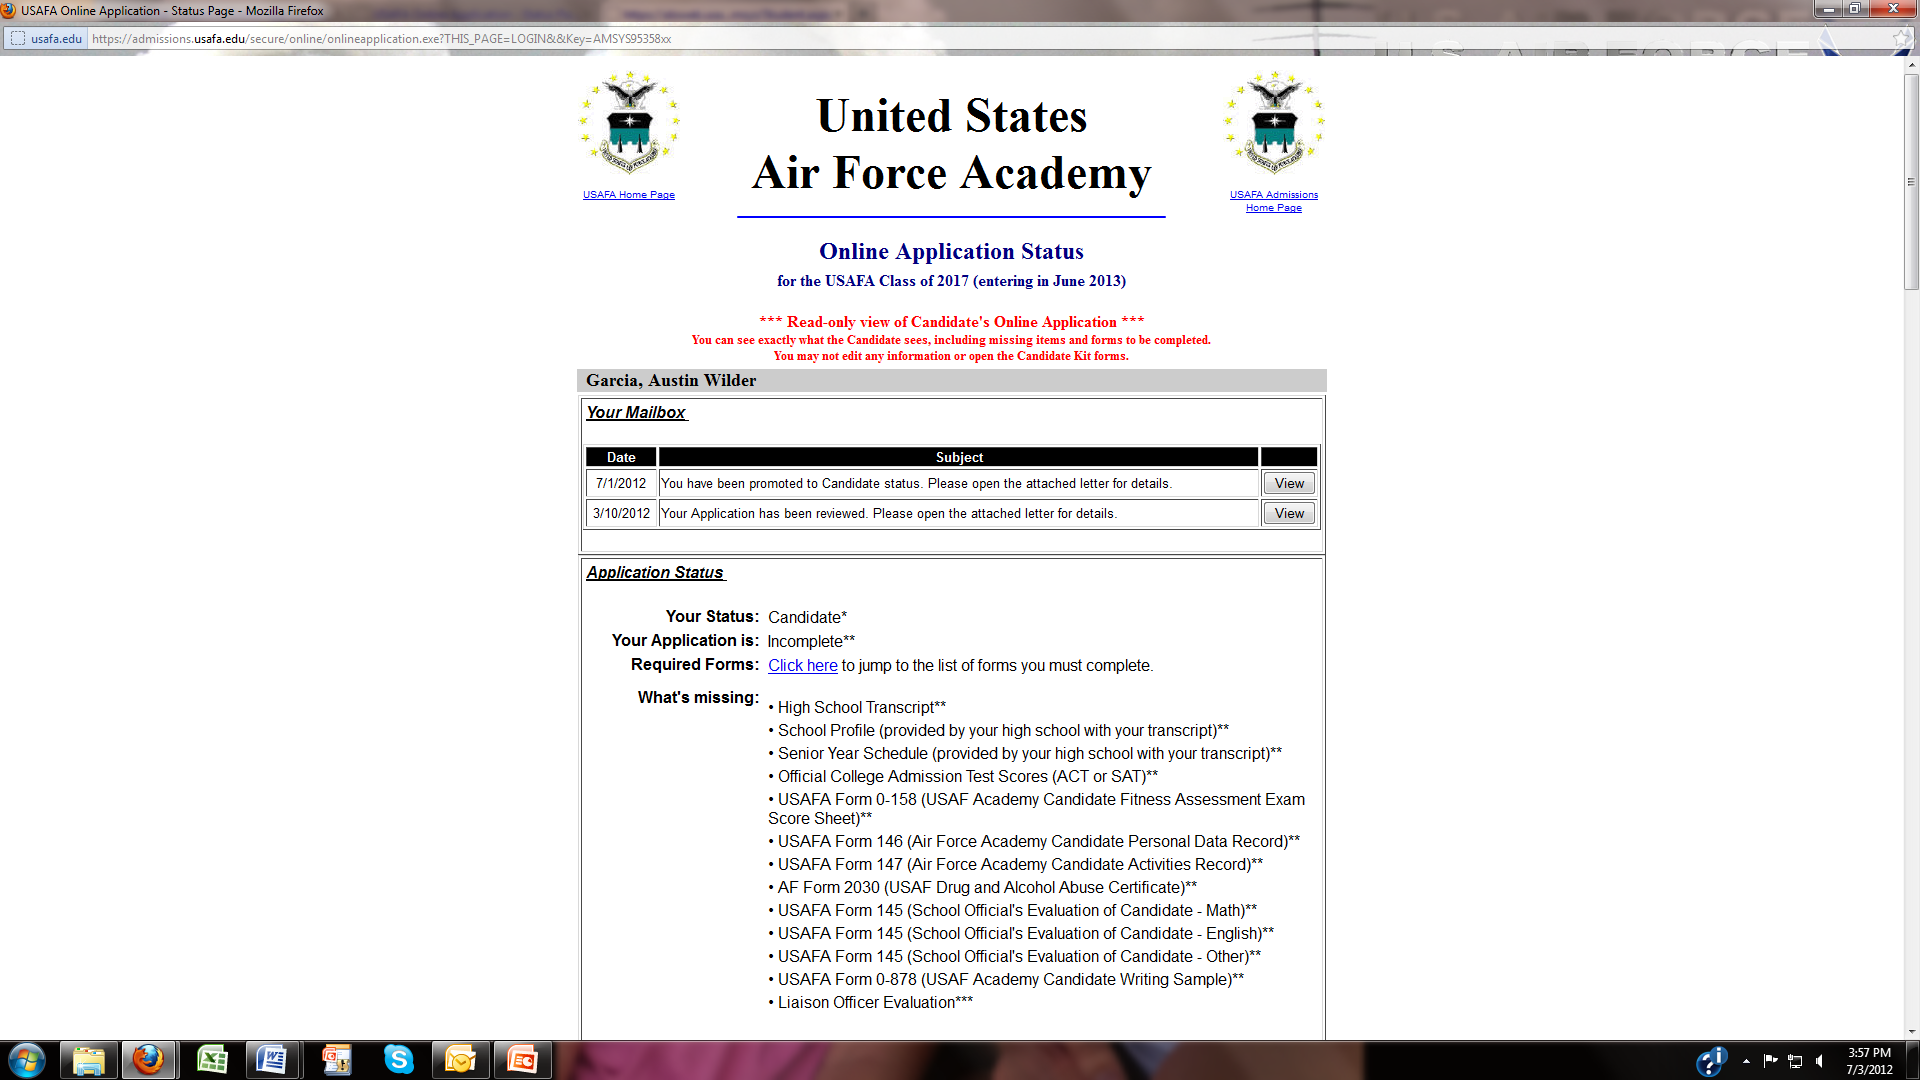 USAFA Online Application - Status Page - Mozilla Firefox
usafa.edu https://admissions.usafa.edu/secure/online/onlineapplication.exe?THIS_PAGE=LOGIN&&Key=AMSYS95358xx
United States
Air Force Academy
USAFA Home Page
USAFA Admissions
Home Page
Online Application Status
for the USAFA Class of 2017 (entering in June 2013)
*** Read-only view of Candidate's Online Application ***
You can see exactly what the Candidate sees, including missing items and forms to be completed.
You may not edit any information or open the Candidate Kit forms.
Garcia, Austin Wilder
Your Mailbox
Date Subject
7/1/2012 You have been promoted to Candidate status. Please open the attached letter for details. View
3/10/2012 Your Application has been reviewed. Please open the attached letter for details. View
Application Status
Your Status: Candidate*
Your Application is: Incomplete**
Required Forms: Click here to jump to the list of forms you must complete.
What's missing:
• High School Transcript**
• School Profile (provided by your high school with your transcript)**
• Senior Year Schedule (provided by your high school with your transcript)**
• Official College Admission Test Scores (ACT or SAT)**
• USAFA Form 0-158 (USAF Academy Candidate Fitness Assessment Exam
Score Sheet)**
• USAFA Form 146 (Air Force Academy Candidate Personal Data Record)**
• USAFA Form 147 (Air Force Academy Candidate Activities Record)**
• AF Form 2030 (USAF Drug and Alcohol Abuse Certificate)**
• USAFA Form 145 (School Official's Evaluation of Candidate - Math)**
• USAFA Form 145 (School Official's Evaluation of Candidate - English)**
• USAFA Form 145 (School Official's Evaluation of Candidate - Other)**
• USAFA Form 0-878 (USAF Academy Candidate Writing Sample)**
• Liaison Officer Evaluation***
3:57 PM
7/3/2012